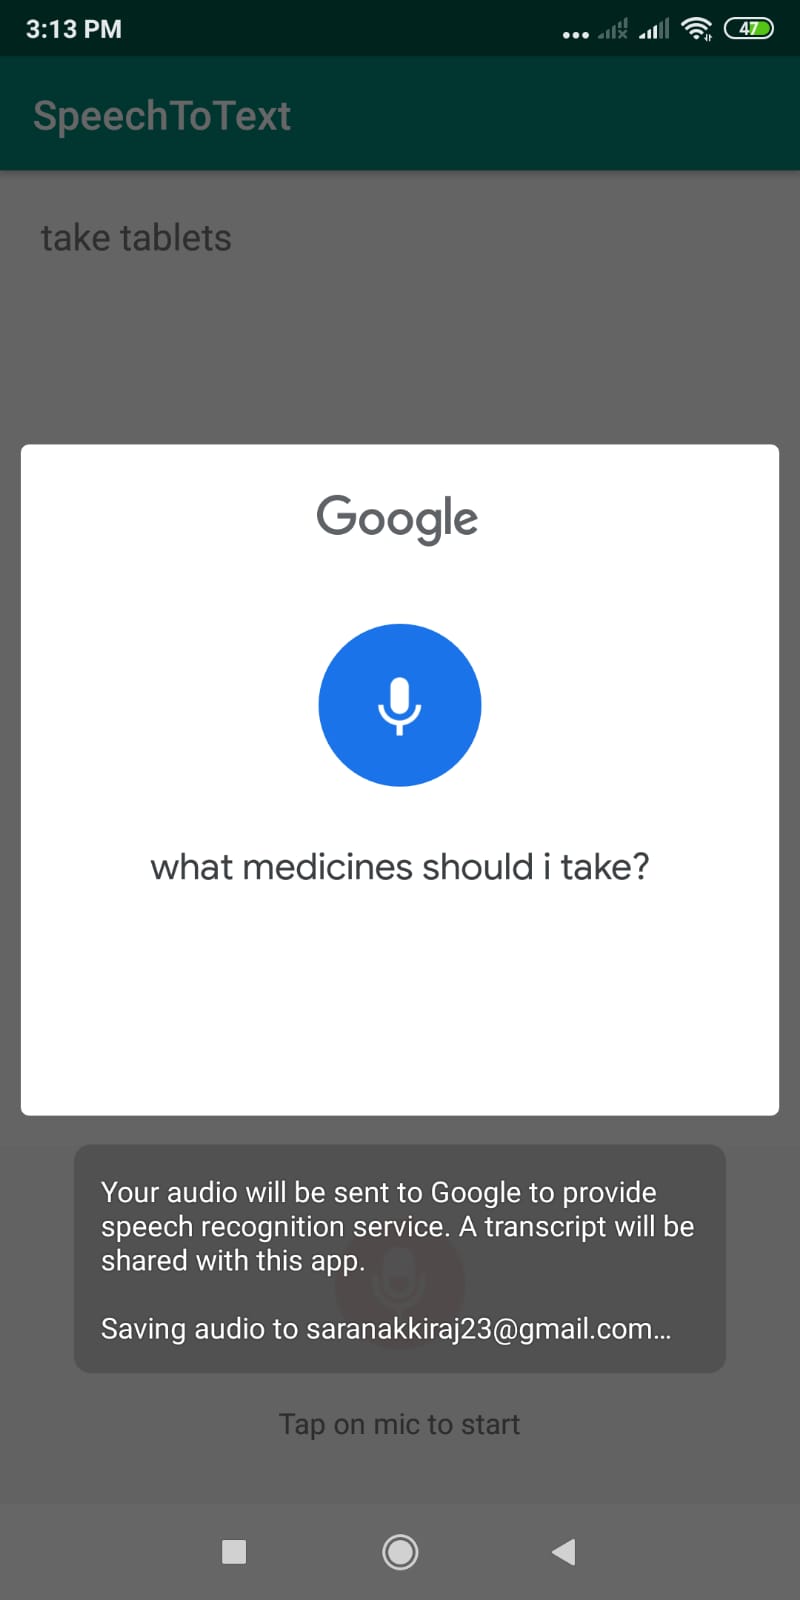 3:13 PM
47
SpeechToText
take tablets
Google
what medicines should i take?
Your audio will be sent to Google to provide
speech recognition service. A transcript will be
shared with this app.
Saving audio to saranakkiraj23@gmail.com...
Tap on mic to start